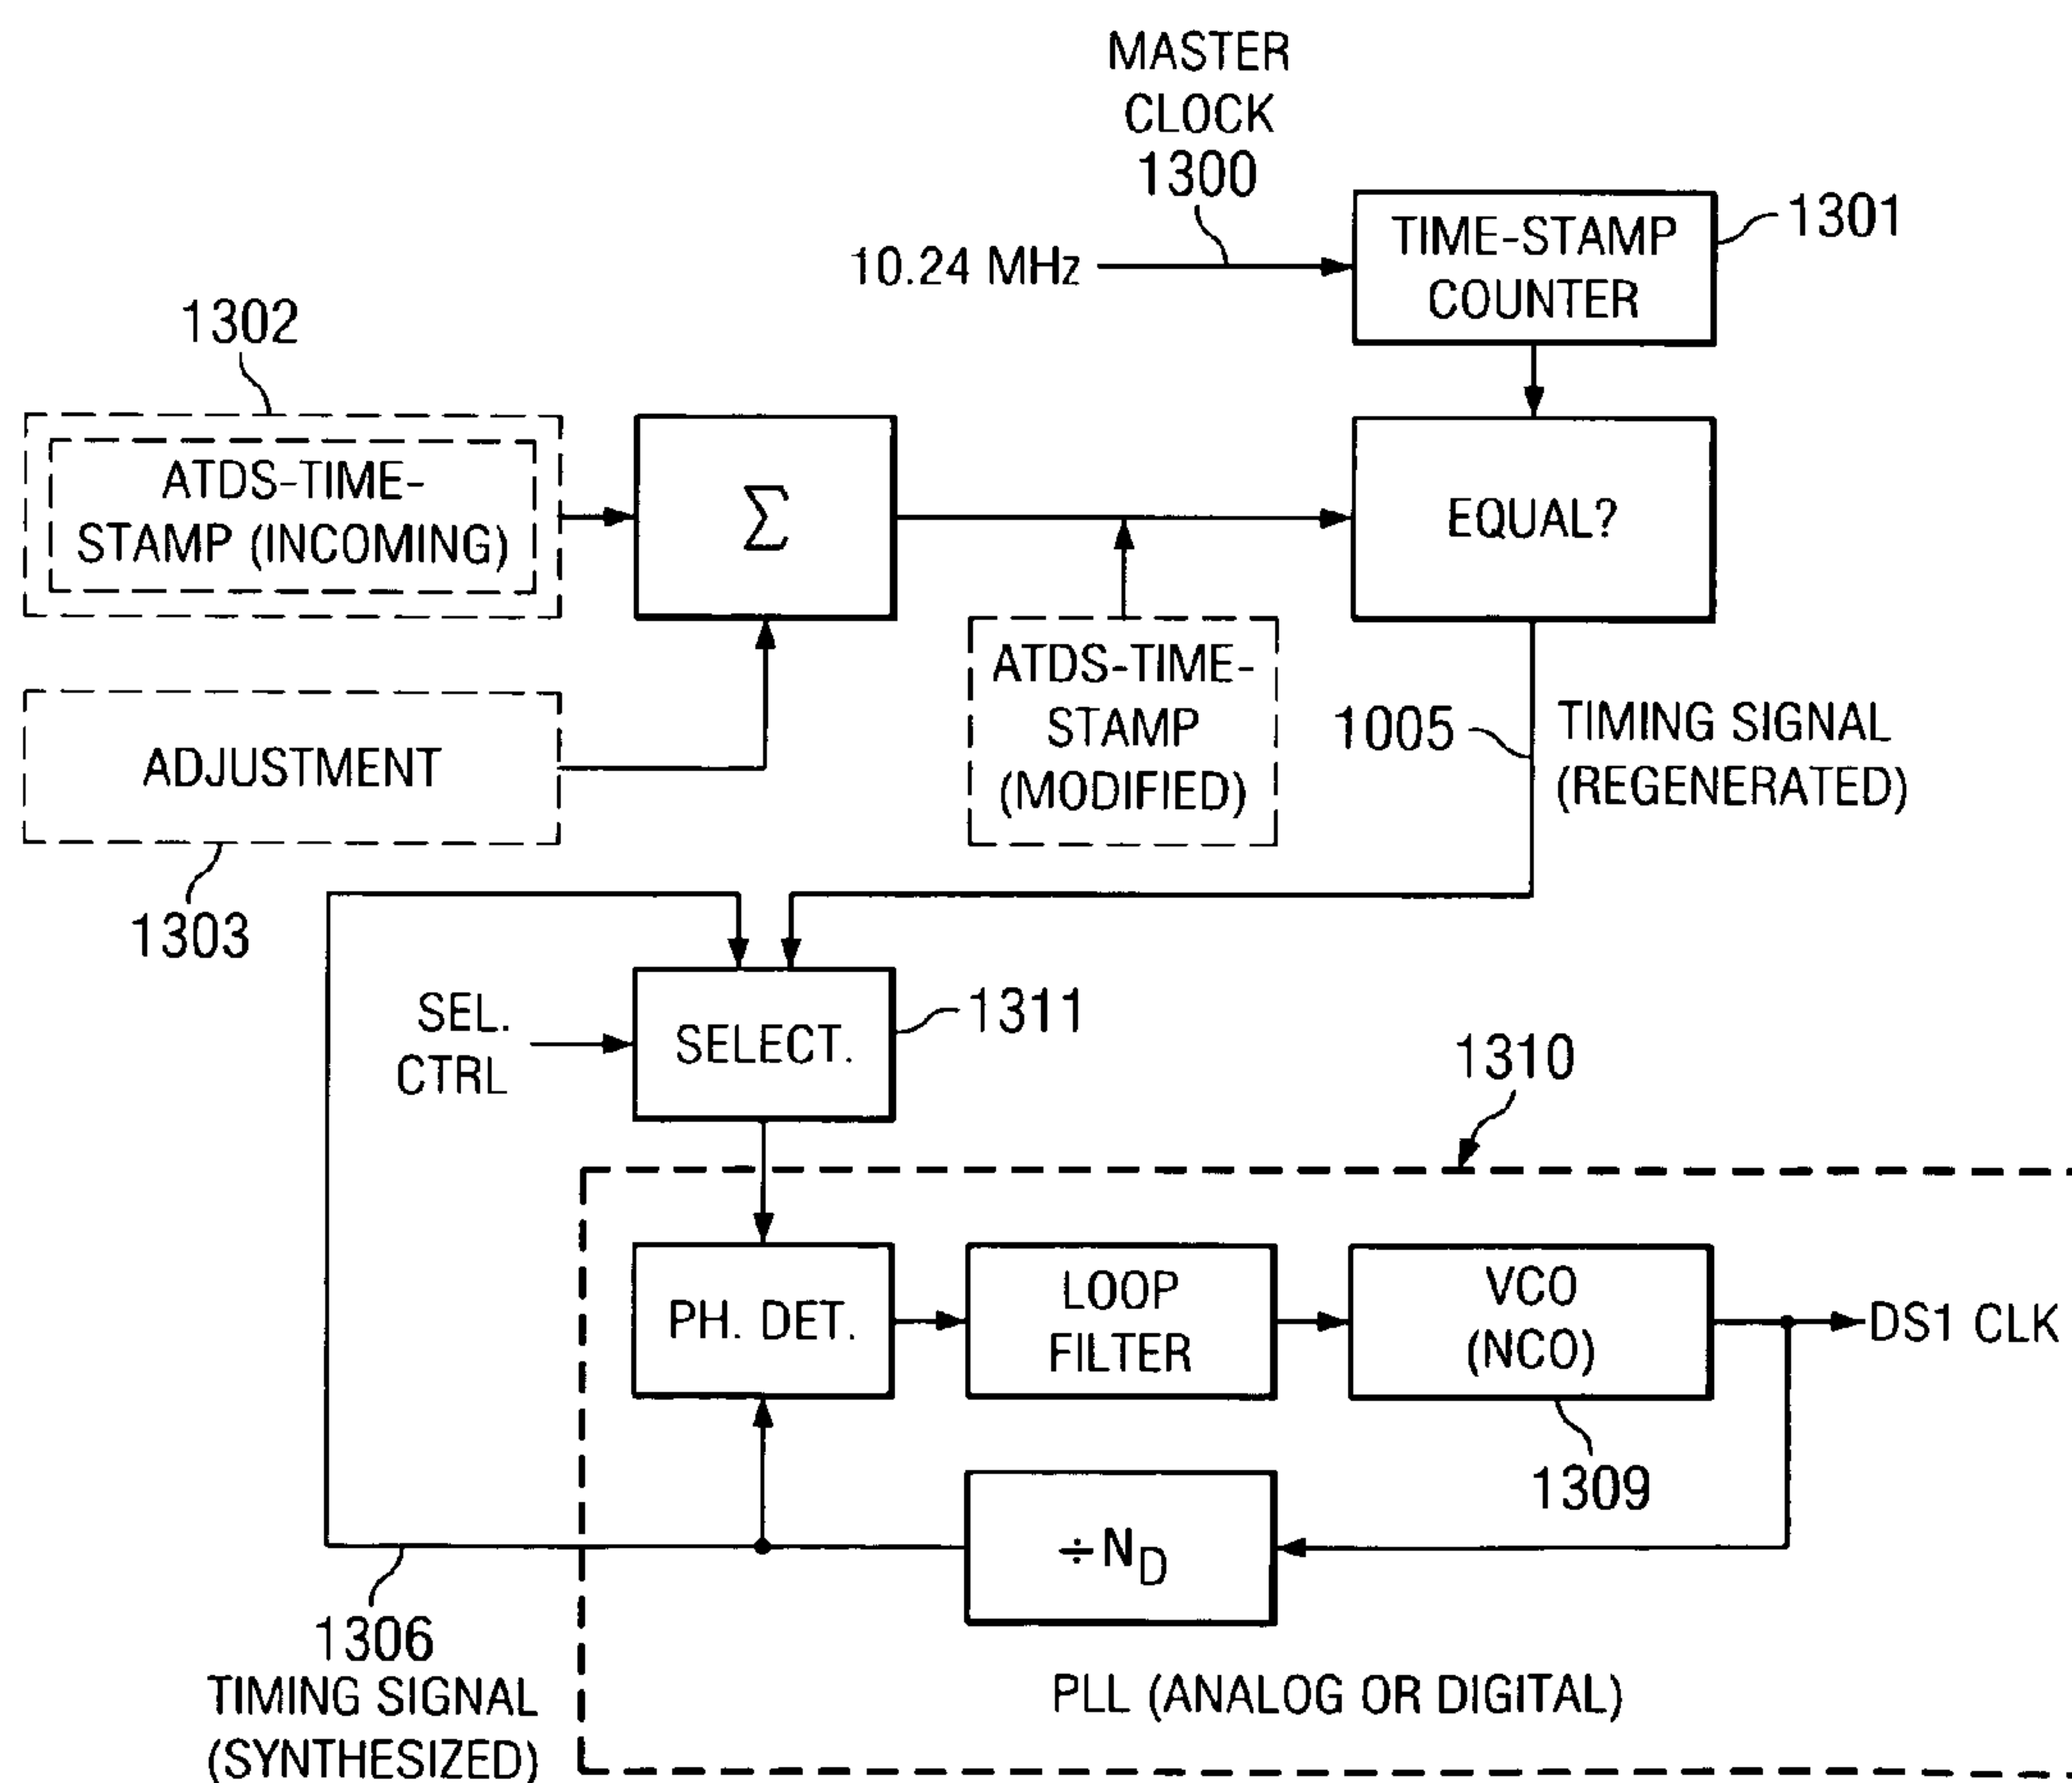 MASTER
CLOCK
1300
10.24 MHz
TIME-STAMP
COUNTER
1301
1302
ATDS-TIME-
STAMP (INCOMING)
Σ
EQUAL?
ADJUSTMENT
1303
ATDS-TIME-
STAMP
(MODIFIED)
1005
TIMING SIGNAL
(REGENERATED)
SEL.
CTRL
SELECT.
1311
1310
PH. DET.
LOOP
FILTER
VCO
(NCO)
DS1 CLK
1309
÷ND
1306
TIMING SIGNAL
(SYNTHESIZED)
PLL (ANALOG OR DIGITAL)